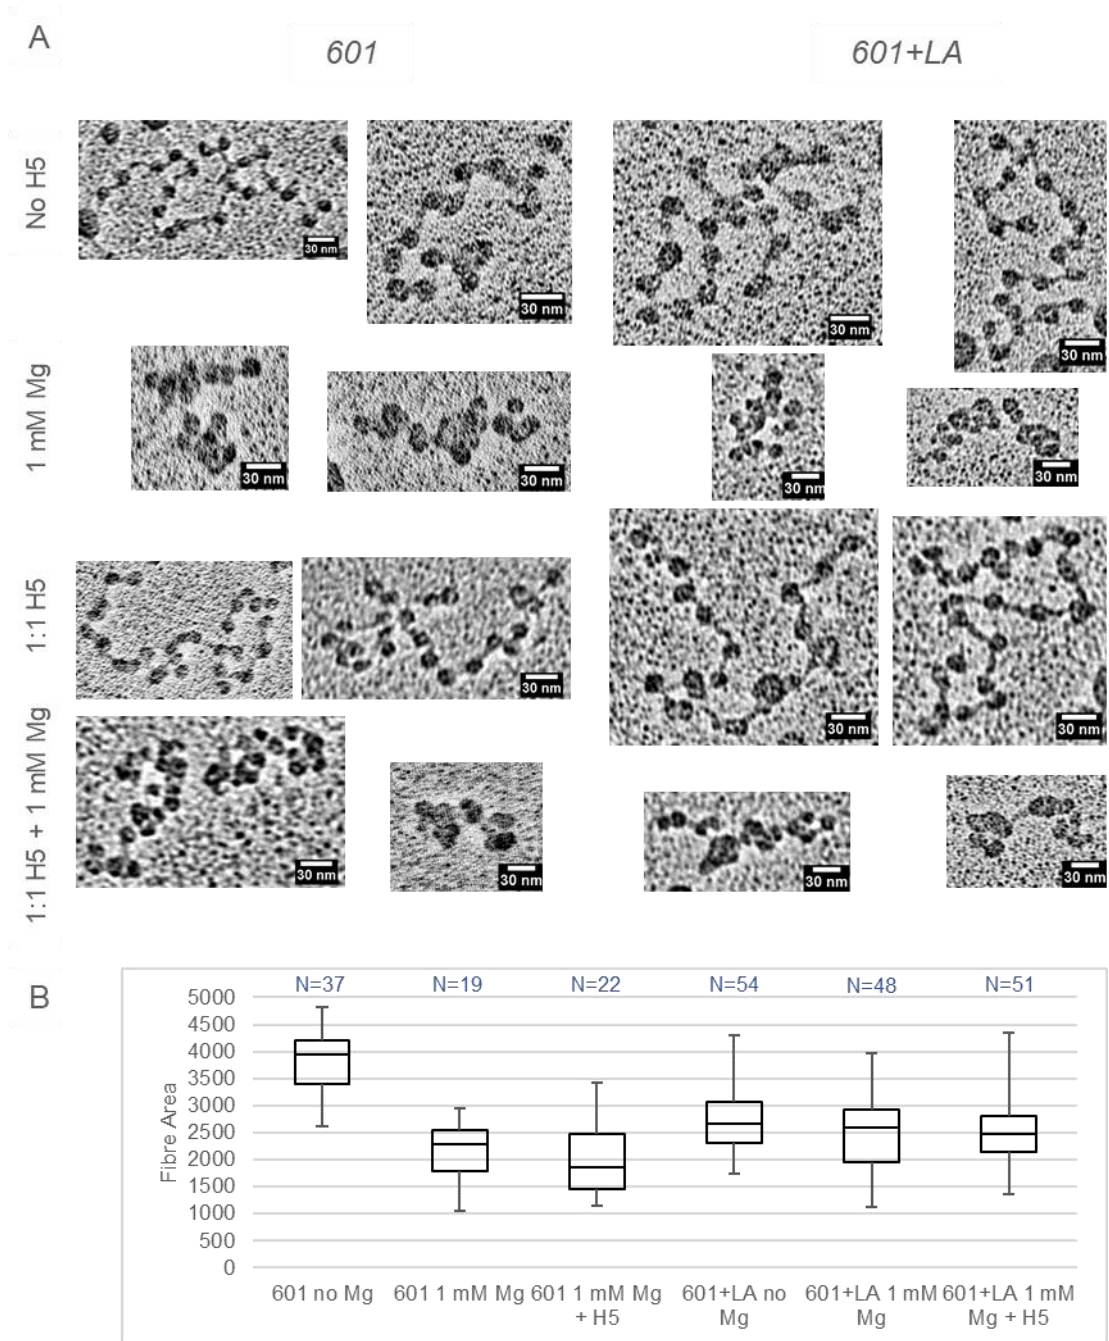 A
601
601+LA
No H5
30 nm
30 nm
30 nm
30 nm
1 mM Mg
30 nm
30 nm
30 nm
30 nm
1:1 H5
30 nm
30 nm
30 nm
1:1 H5 + 1 mM Mg
30 nm
30 nm
30 nm
30 nm
B
N=37 N=19 N=22 N=54 N=48 N=51
Fibre Area
5000
4500
4000
3500
3000
2500
2000
1500
1000
500
0
601 no Mg
601 1 mM Mg
601 1 mM Mg
+ H5
601+LA no
Mg
601+LA 1 mM
Mg
601+LA 1 mM
Mg + H5